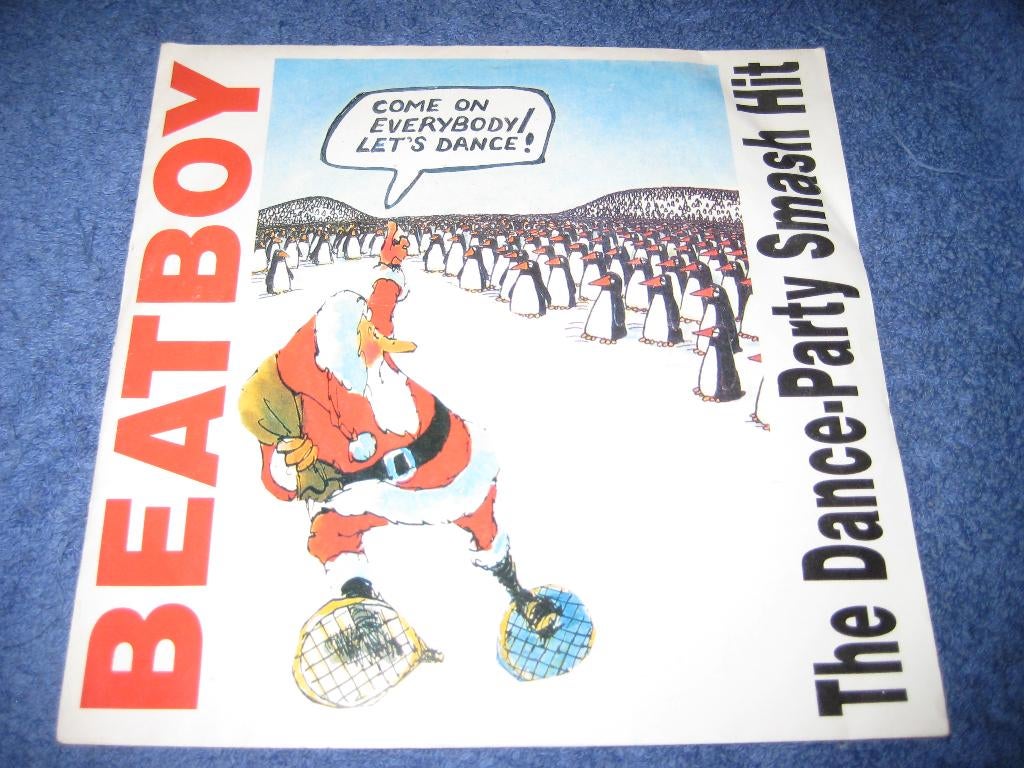 BEATBOY
COME ON
EVERYBODY!
LET'S DANCE!
The Dance-Party Smash Hit